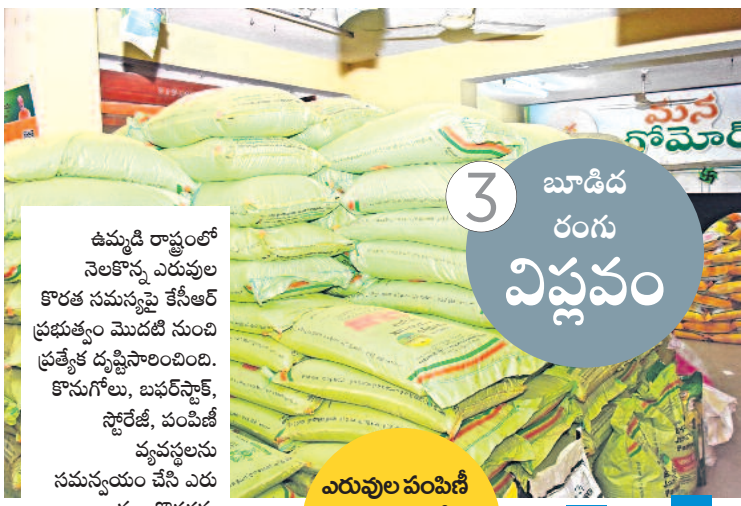 మన
గ్రోమోర్
3
బూడిద
రంగు
విప్లవం
ఉమ్మడి రాష్ట్రంలో
నెలకొన్న ఎరువుల
కొరత సమస్యపై కేసీఆర్
ప్రభుత్వం మొదటి నుంచి
ప్రత్యేక దృష్టిసారించింది.
కొనుగోలు, బఫర్‌స్టాక్,
స్టోరేజీ, పంపిణీ
వ్యవస్థలను
సమన్వయం చేసి ఎరు
ఎరువుల పంపిణీ